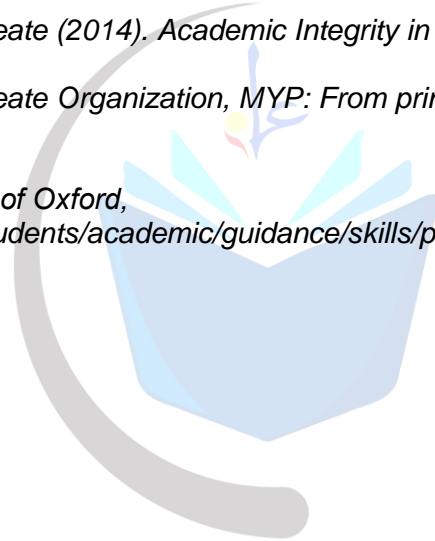 eate (2014). Academic Integrity in
eate Organization, MYP: From prin
of Oxford,
udents/academic/guidance/skills/p